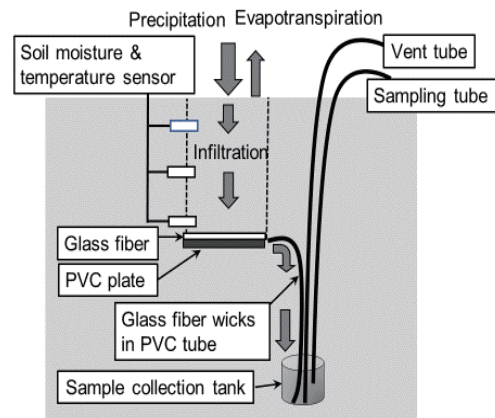 Precipitation Evapotranspiration
Soil moisture &
temperature sensor
Vent tube
Sampling tube
Infiltration
Glass fiber
PVC plate
Glass fiber wicks
in PVC tube
Sample collection tank